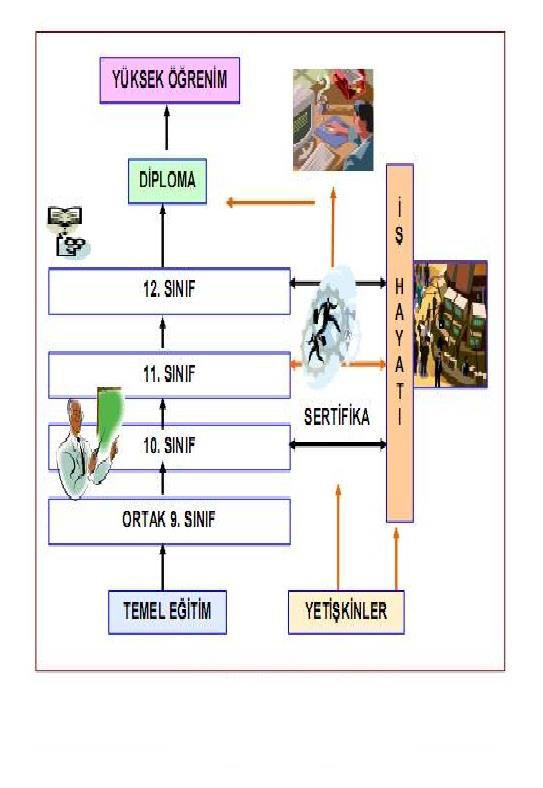 YÜKSEK ÖĞRENİM
DİPLOMA
12. SINIF
11. SINIF
SERTİFİKA
10. SINIF
ORTAK 9. SINIF
TEMEL EĞİTİM
YETİŞKİNLER
İŞ HAYATI